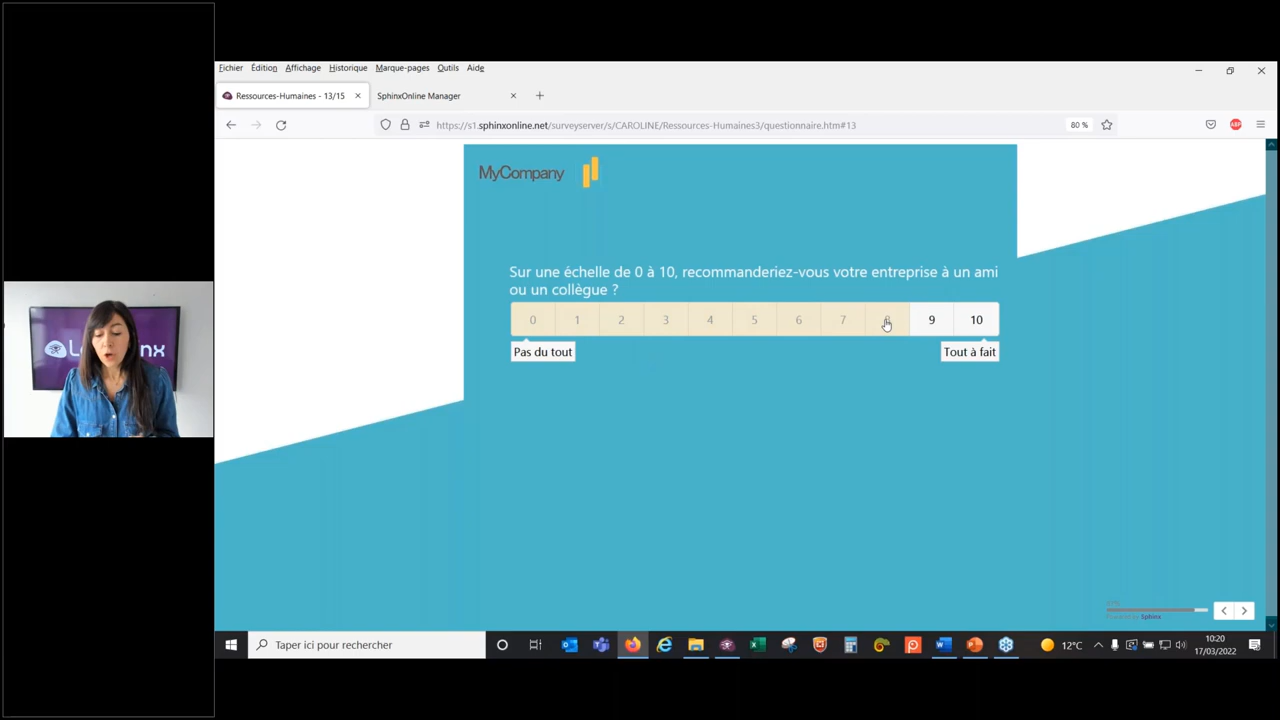 Fichier Édition Affichage Historique Marque-pages Outils Aide
Ressources-Humaines - 13/15
SphinxOnline Manager
https://s1.sphinxonline.net/surveyserver/s/CAROLINE/Ressources-Humaines3/questionnaire.htm#13
80 %
ABP
MyCompany
Sur une échelle de 0 à 10, recommanderiez-vous votre entreprise à un ami
ou un collègue ?
0 1 2 3 4 5 6 7 8 9 10
Pas du tout
Tout à fait
Sphinx
Taper ici pour rechercher
12°C
10:20
17/03/2022